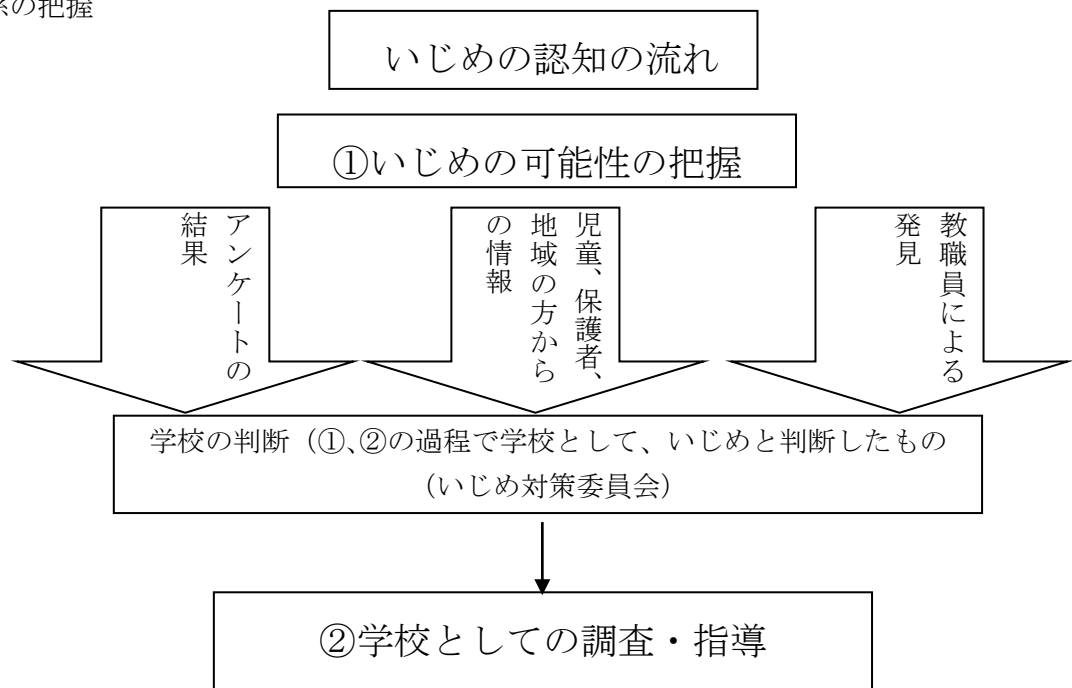 の把握
いじめの認知の流れ
①いじめの可能性の把握
アンケートの
結果
児童、保護者、
地域の方から
の情報
教職員による
発見
学校の判断（①、②の過程で学校として、いじめと判断したもの
（いじめ対策委員会）
②学校としての調査・指導